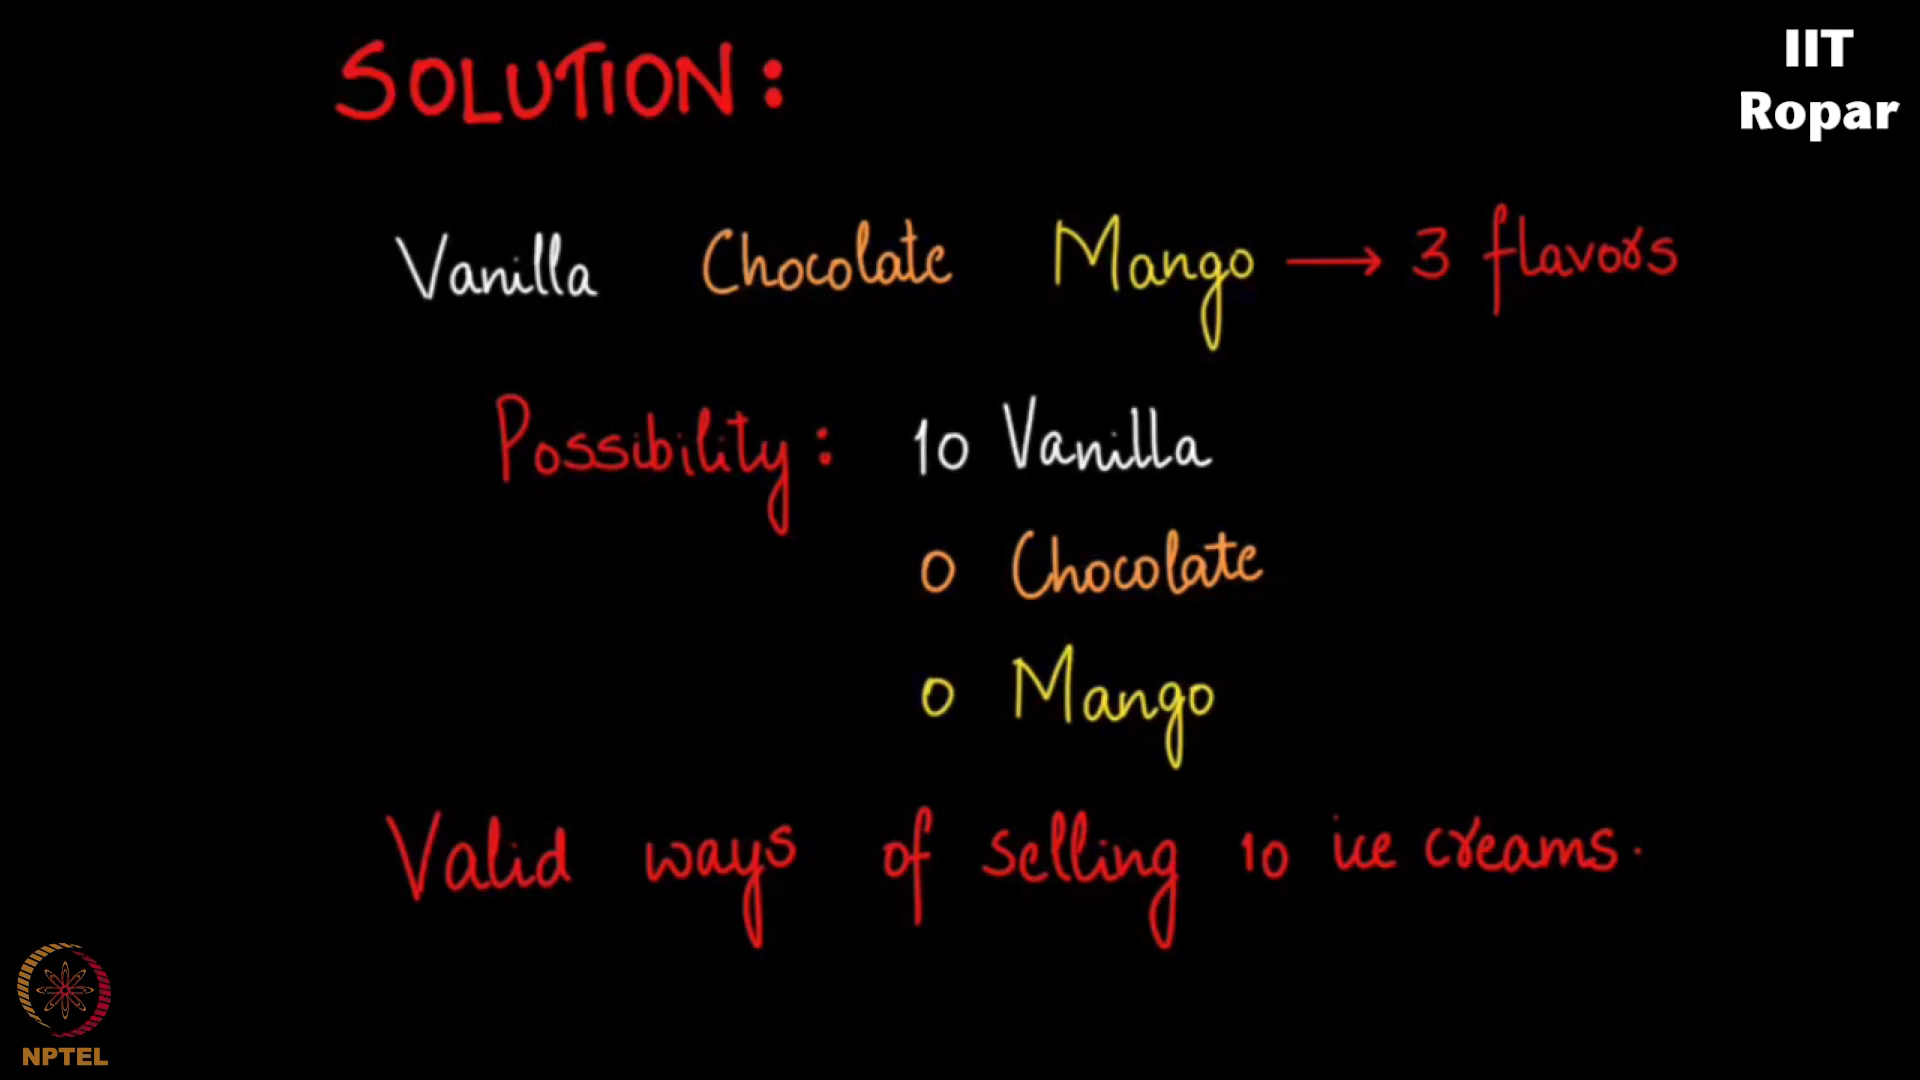 SOLUTION:
IIT
Ropar
Vanilla Chocolate Mango → 3 flavors
Possibility: 10 Vanilla
0 Chocolate
0 Mango
Valid ways of selling 10 ice creams.
NPTEL